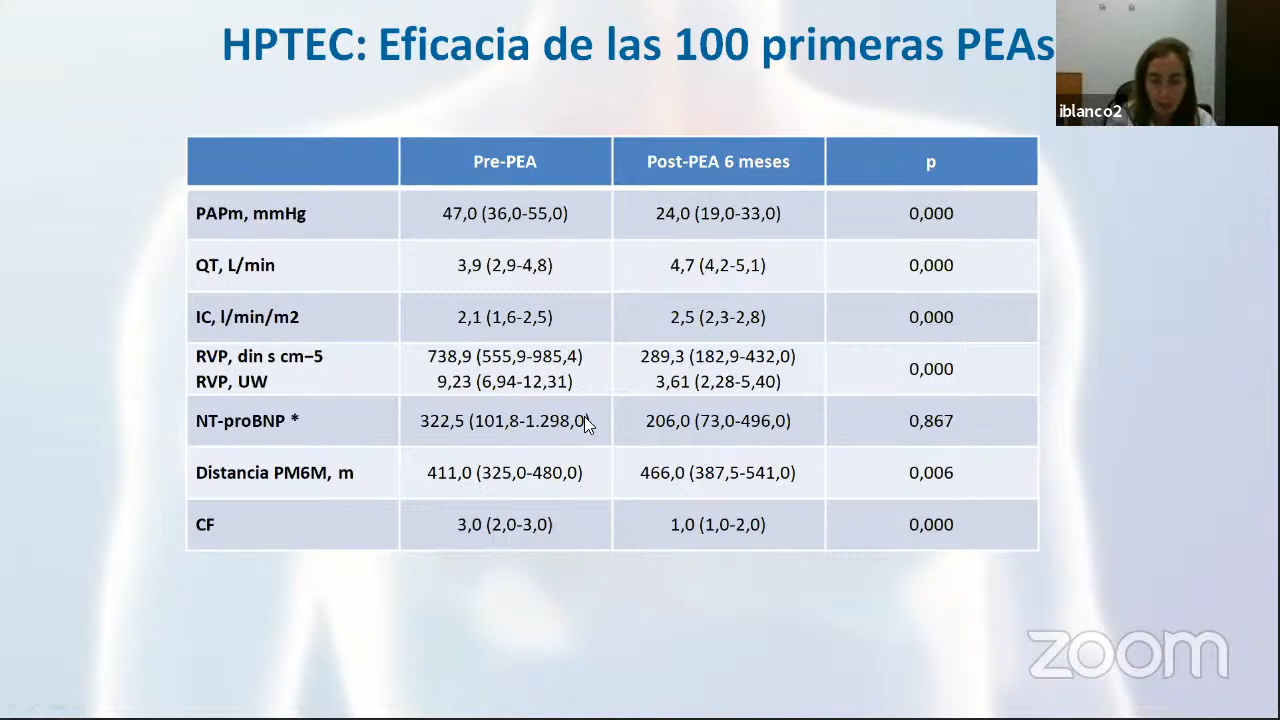 HPTEC: Eficacia de las 100 primeras PEAs
iblanco2
Pre-PEA Post-PEA 6 meses p
PAPm, mmHg 47,0 (36,0-55,0) 24,0 (19,0-33,0) 0,000
QT, L/min 3,9 (2,9-4,8) 4,7 (4,2-5,1) 0,000
IC, l/min/m2 2,1 (1,6-2,5) 2,5 (2,3-2,8) 0,000
RVP, din s cm–5 738,9 (555,9-985,4) 289,3 (182,9-432,0) 0,000
RVP, UW 9,23 (6,94-12,31) 3,61 (2,28-5,40)
NT-proBNP * 322,5 (101,8-1.298,0) 206,0 (73,0-496,0) 0,867
Distancia PM6M, m 411,0 (325,0-480,0) 466,0 (387,5-541,0) 0,006
CF 3,0 (2,0-3,0) 1,0 (1,0-2,0) 0,000
zoom